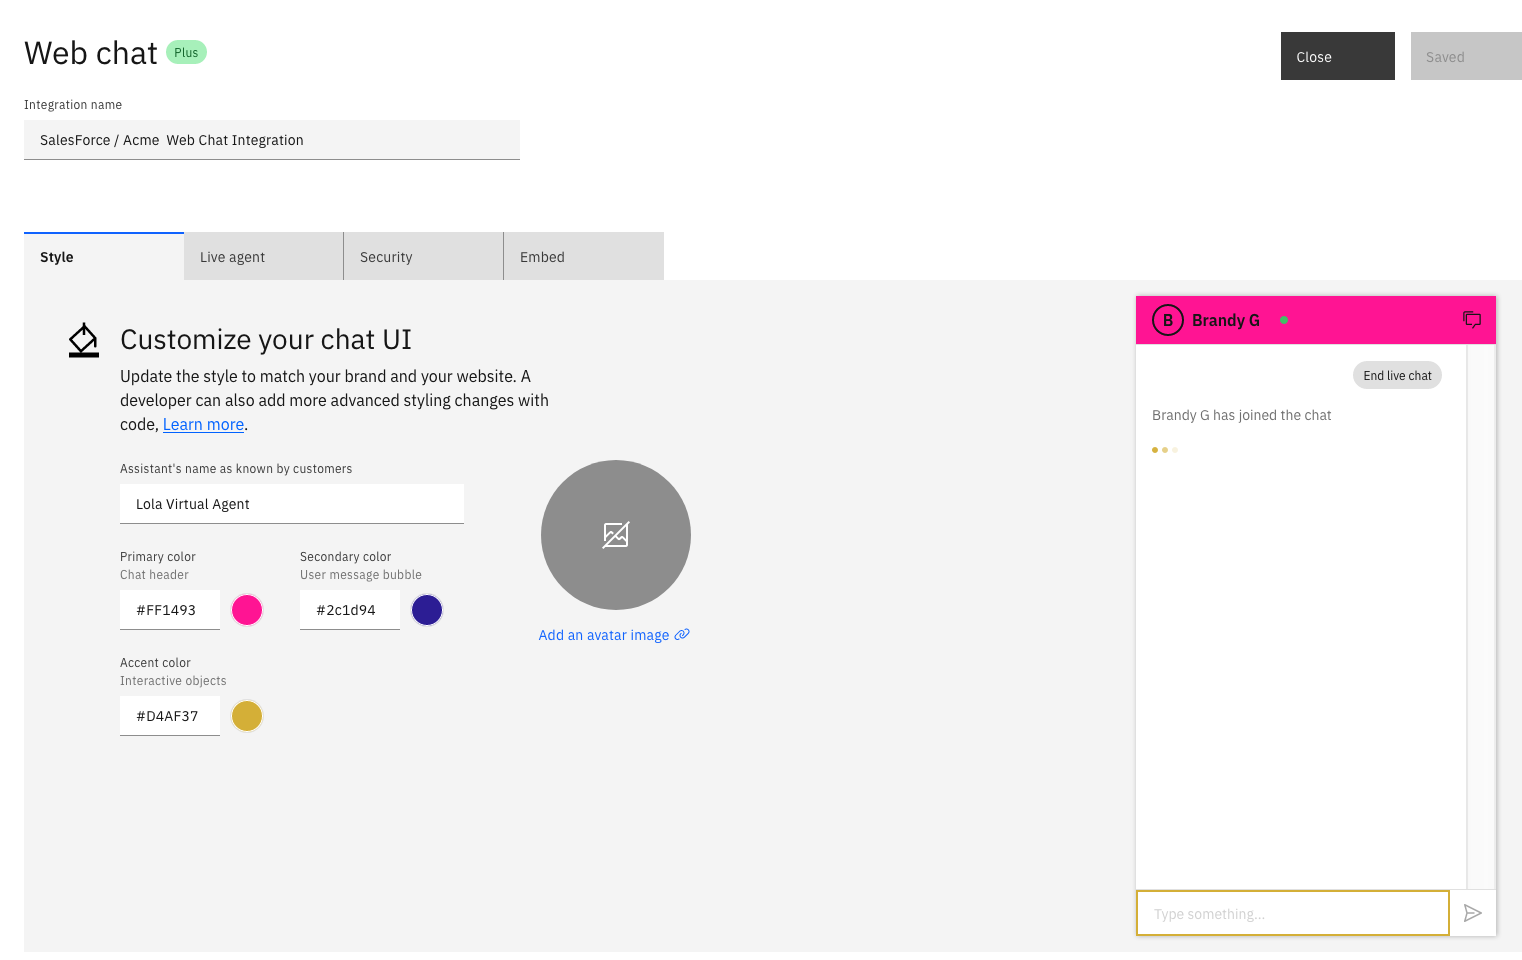 Web chat Plus
Close
Saved
Integration name
SalesForce / Acme  Web Chat Integration
Style
Live agent
Security
Embed
Customize your chat UI
Update the style to match your brand and your website. A
developer can also add more advanced styling changes with
code, Learn more.
Assistant's name as known by customers
Lola Virtual Agent
Primary color
Chat header
#FF1493
Secondary color
User message bubble
#2c1d94
Accent color
Interactive objects
#D4AF37
Add an avatar image
B Brandy G
End live chat
Brandy G has joined the chat
Type something...